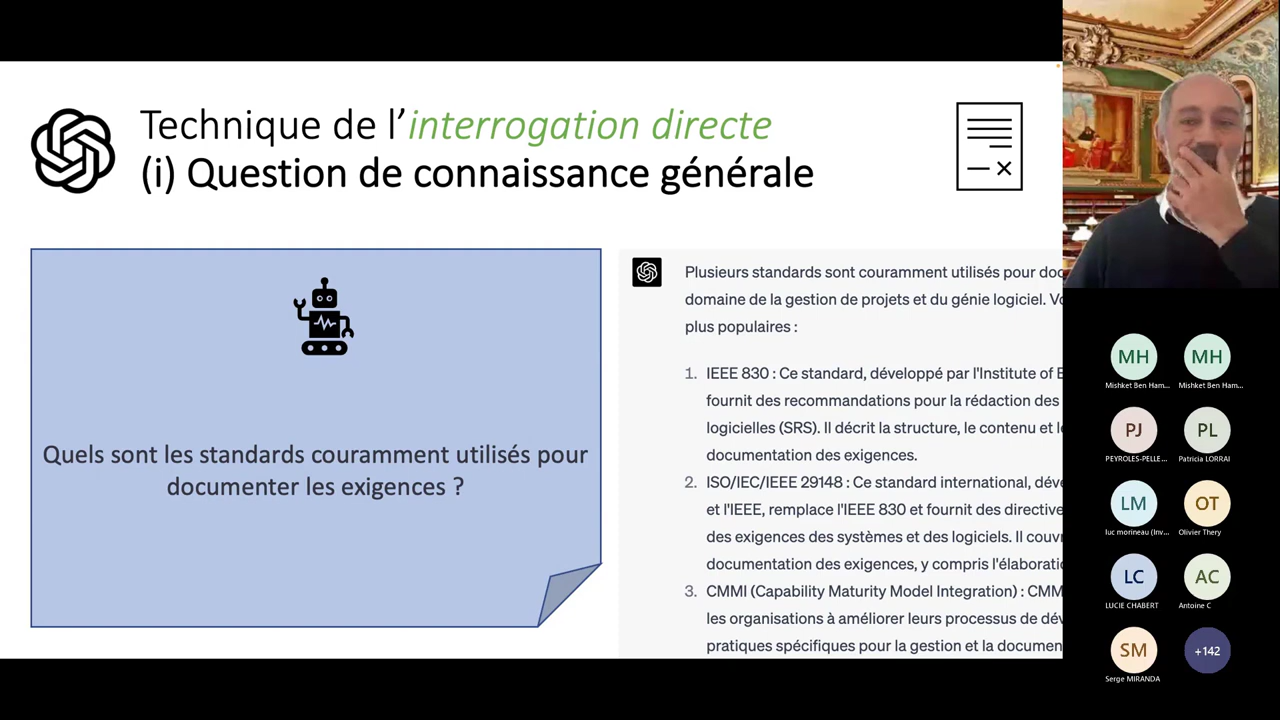 Technique de l’interrogation directe
(i) Question de connaissance générale
Quels sont les standards couramment utilisés pour
documenter les exigences ?
Plusieurs standards sont couramment utilisés pour doc
domaine de la gestion de projets et du génie logiciel. Vo
plus populaires :
1. IEEE 830 : Ce standard, développé par l'Institute of E
fournit des recommandations pour la rédaction des
logicielles (SRS). Il décrit la structure, le contenu et le
documentation des exigences.
2. ISO/IEC/IEEE 29148 : Ce standard international, déve
et l'IEEE, remplace l'IEEE 830 et fournit des directive
des exigences des systèmes et des logiciels. Il couvr
documentation des exigences, y compris l'élaborati
3. CMMI (Capability Maturity Model Integration) : CMM
les organisations à améliorer leurs processus de dév
pratiques spécifiques pour la gestion et la documen
MH MH
Mishket Ben Ham... Mishket Ben Ham...
PJ PL
PEYROLES-PELLE... Patricia LORRAI
LM OT
luc morineau (Inv... Olivier Thery
LC AC
LUCIE CHABERT Antoine C
SM +142
Serge MIRANDA